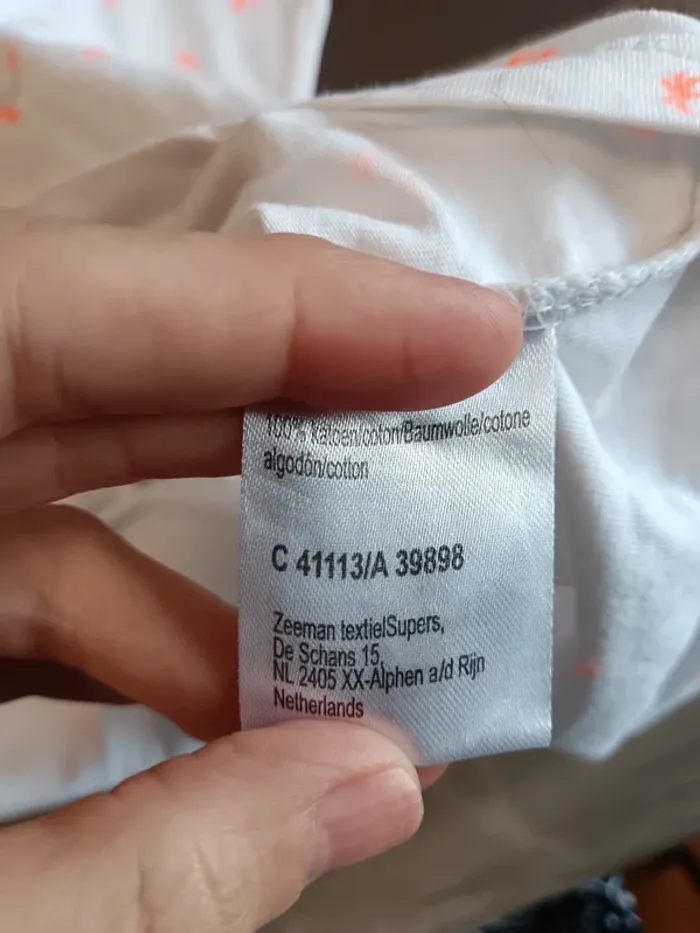 100% katoen/coton/Baumwolle/cotone
algodón/cotton
C 41113/A 39898
Zeeman textielSupers,
De Schans 15,
NL 2405 XX-Alphen a/d Rijn
Netherlands